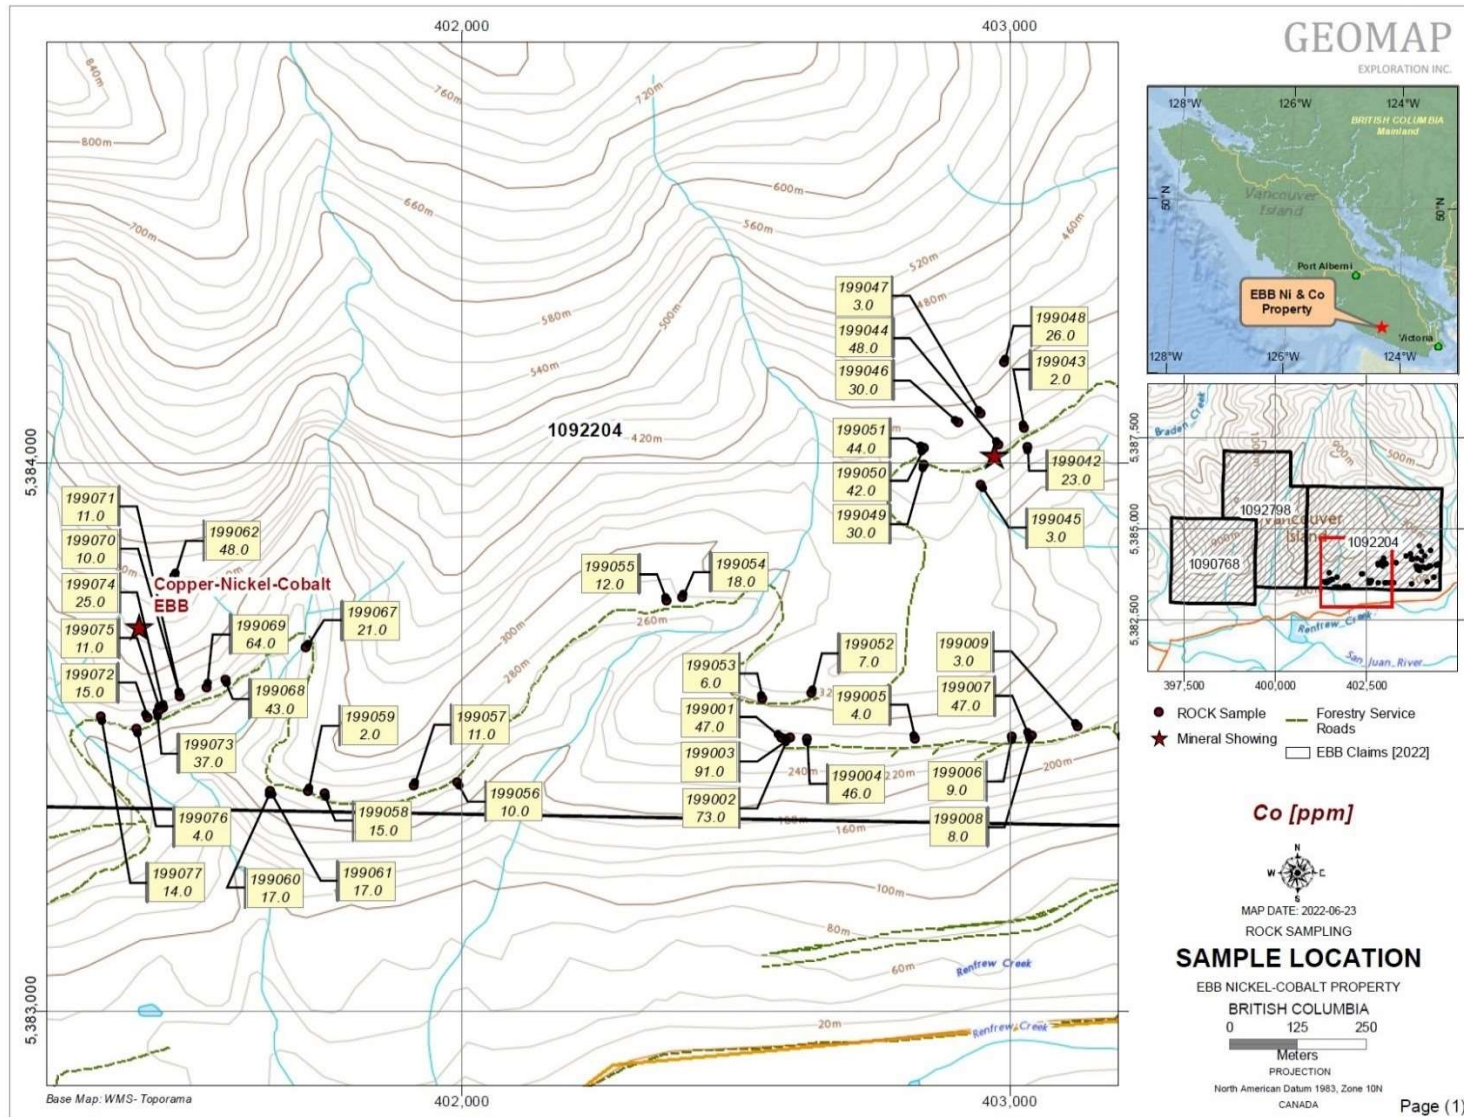 GEOMAP
EXPLORATION INC.
402,000
403,000
840m
800m
760m
720m
700m
660m
600m
560m
520m
480m
460m
580m
540m
500m
420m
1092204
5,384,000
5,383,000
199047
3.0
199044
48.0
199046
30.0
199048
26.0
199043
2.0
199051
44.0
199050
42.0
199049
30.0
199042
23.0
199045
3.0
199071
11.0
199070
10.0
199074
25.0
199075
11.0
199072
15.0
199062
48.0
Copper-Nickel-Cobalt
EBB
199069
64.0
199067
21.0
199068
43.0
199073
37.0
199059
2.0
199057
11.0
199055
12.0
199054
18.0
300m
260m
280m
199053
6.0
199052
7.0
199009
3.0
199001
47.0
199005
4.0
199007
47.0
199003
91.0
199004
46.0
199006
9.0
199002
73.0
199008
8.0
240m
220m
200m
160m
199056
10.0
199058
15.0
199076
4.0
199077
14.0
199060
17.0
199061
17.0
100m
80m
60m
20m
Renfrew Creek
Renfrew_Creek
402,000
403,000
Base Map: WMS- Toporama
128°W
126°W
124°W
BRITISH COLUMBIA
Mainland
50°N
50°N
Vancouver
Island
Port Alberni
EBB Ni & Co
Property
Victoria
128°W
126°W
124°W
Braden_Creek
900m
500m
1092798
Vancouver
Island
1092204
1090768
900m
Renfrew_Creek
San_Juan_River
5,387,500
5,385,000
5,382,500
397,500
400,000
402,500
ROCK Sample
Mineral Showing
Forestry Service
Roads
EBB Claims [2022]
Co [ppm]
N
W
S
MAP DATE: 2022-06-23
ROCK SAMPLING
SAMPLE LOCATION
EBB NICKEL-COBALT PROPERTY
BRITISH COLUMBIA
0 125 250
Meters
PROJECTION
North American Datum 1983, Zone 10N
CANADA
Page (1)